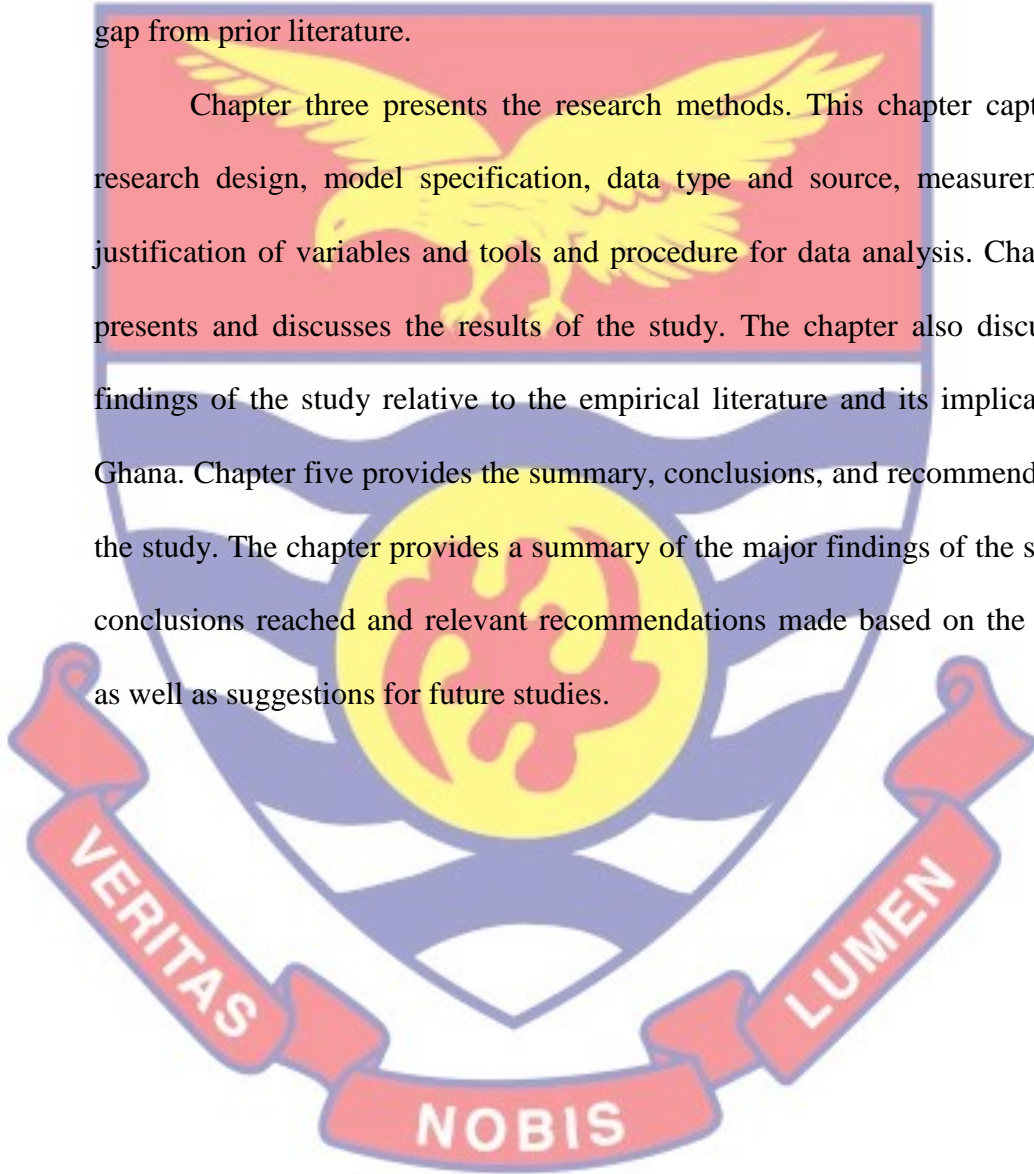 gap from prior literature.
Chapter three presents the research methods. This chapter capt
research design, model specification, data type and source, measuren
justification of variables and tools and procedure for data analysis. Cha
presents and discusses the results of the study. The chapter also discu
findings of the study relative to the empirical literature and its implica
Ghana. Chapter five provides the summary, conclusions, and recommend
the study. The chapter provides a summary of the major findings of the s
conclusions reached and relevant recommendations made based on the
as well as suggestions for future studies.
VERITAS
NOBIS
LUMEN